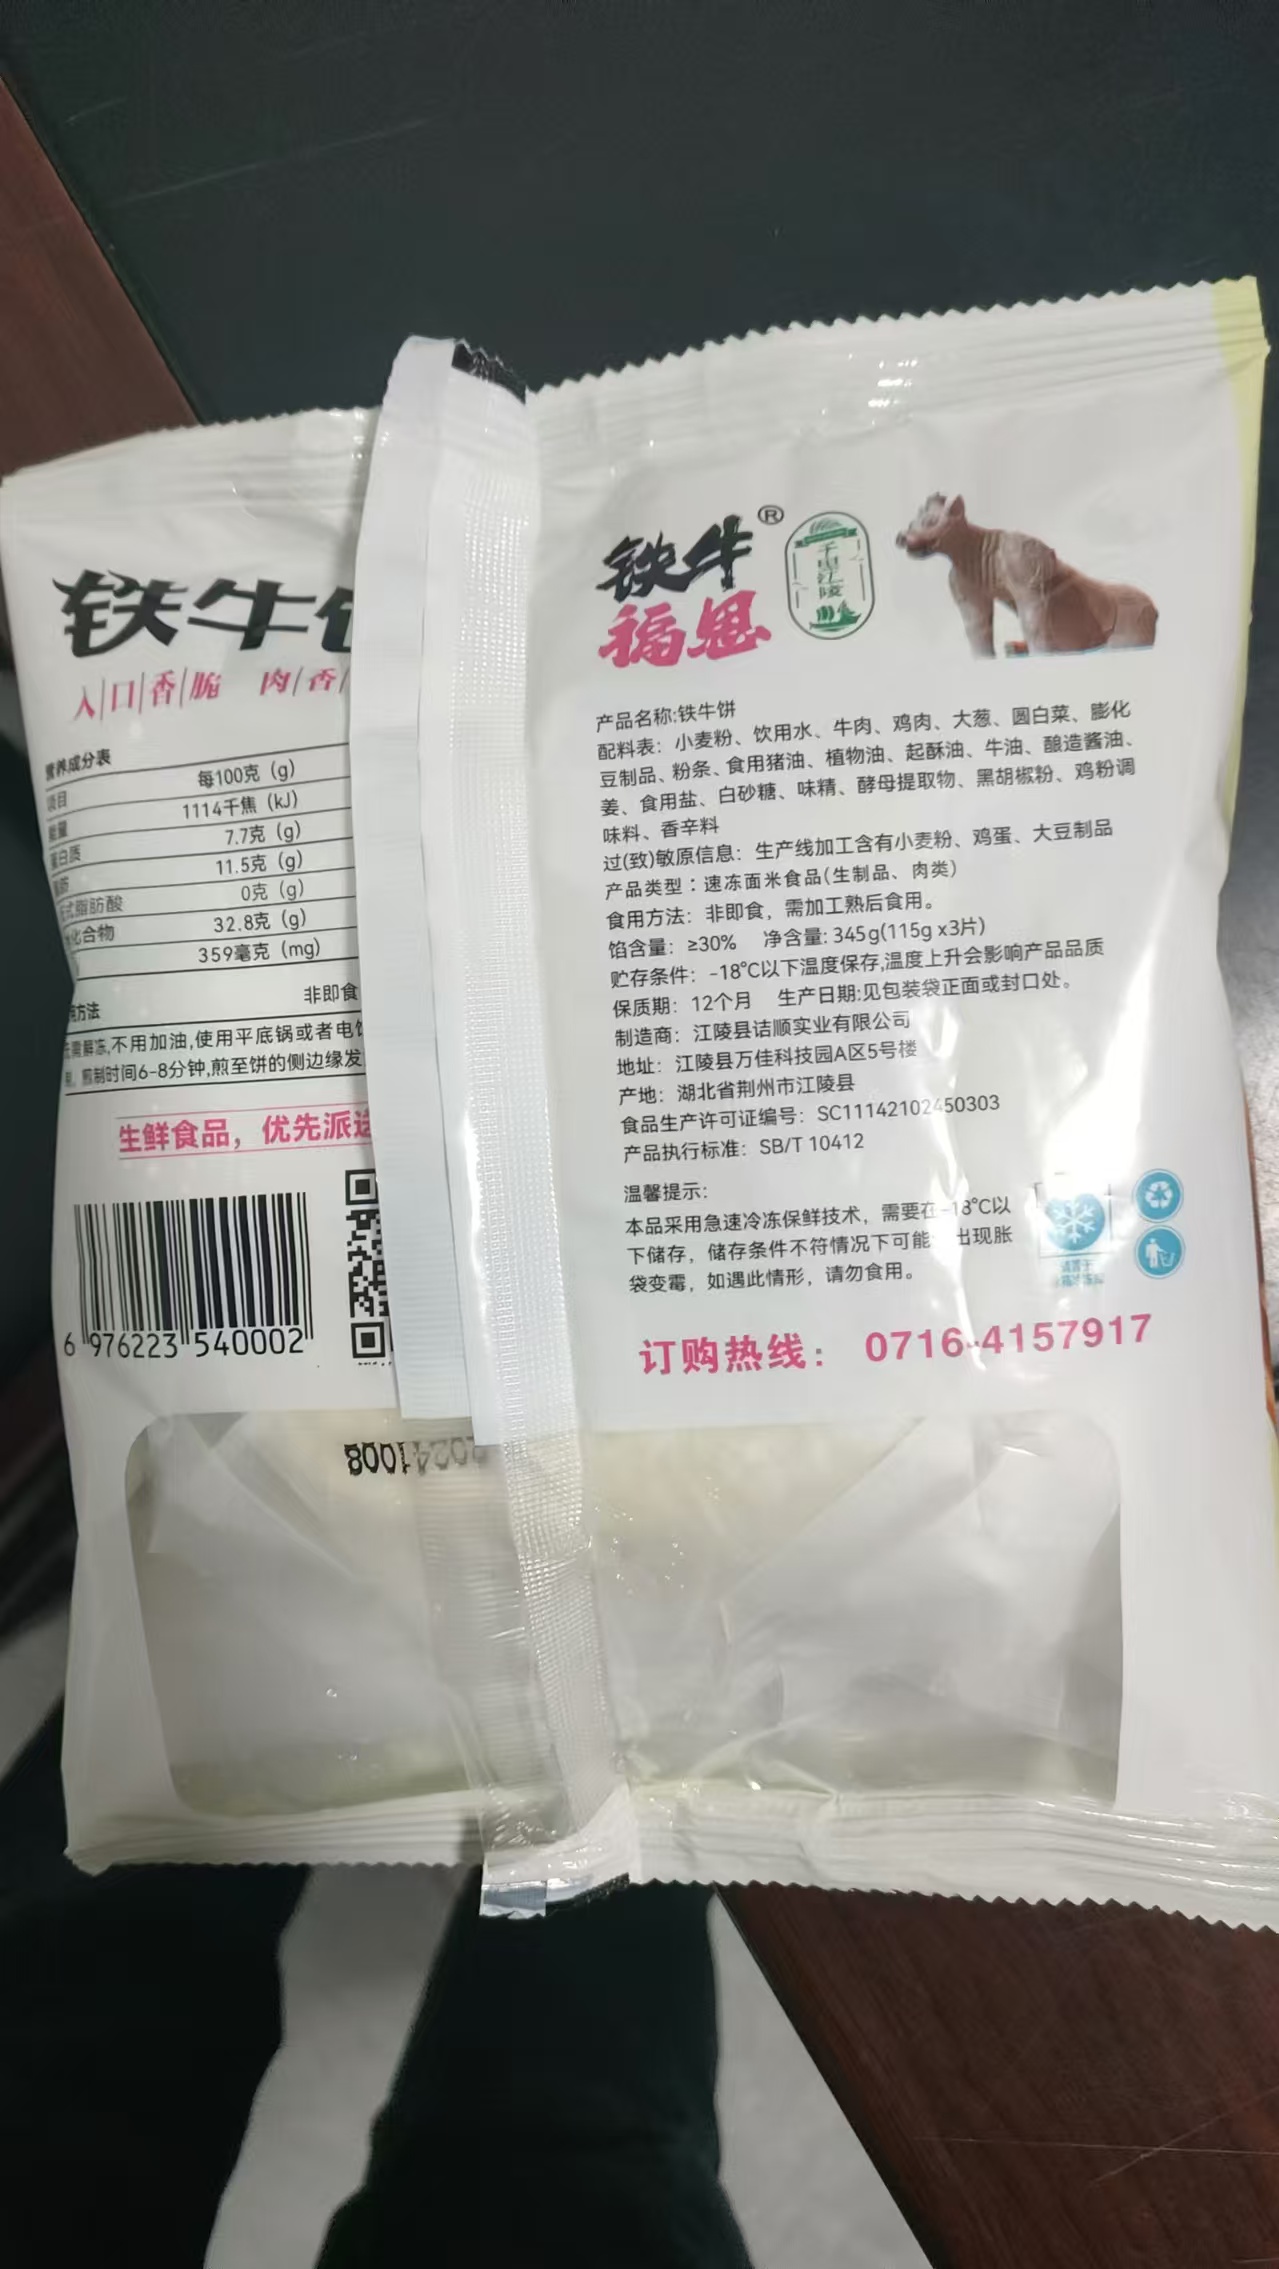 铁牛
入|口|香|脆 肉|香|
营养成分表
项目 每100克（g）
能量 1114千焦（kJ）
蛋白质 7.7克（g）
脂肪 11.5克（g）
式脂肪酸 0克（g）
化合物 32.8克（g）
359毫克（mg）
方法 非即食
需解冻,不用加油,使用平底锅或者电
煎制时间6-8分钟,煎至饼的侧边缘发
生鲜食品，优先派送
6 976223 540002
20241008
铁牛®
福恩
千里江陵
产品名称:铁牛饼
配料表：小麦粉、饮用水、牛肉、鸡肉、大葱、圆白菜、膨化
豆制品、粉条、食用猪油、植物油、起酥油、牛油、酿造酱油、
姜、食用盐、白砂糖、味精、酵母提取物、黑胡椒粉、鸡粉调
味料、香辛料
过(致)敏原信息：生产线加工含有小麦粉、鸡蛋、大豆制品
产品类型：速冻面米食品(生制品、肉类)
食用方法：非即食，需加工熟后食用。
馅含量：≥30% 净含量: 345g(115g x3片)
贮存条件：-18℃以下温度保存,温度上升会影响产品品质
保质期：12个月 生产日期:见包装袋正面或封口处。
制造商：江陵县诘顺实业有限公司
地址：江陵县万佳科技园A区5号楼
产地：湖北省荆州市江陵县
食品生产许可证编号：SC11142102450303
产品执行标准：SB/T 10412
温馨提示：
本品采用急速冷冻保鲜技术，需要在-18℃以
下储存，储存条件不符情况下可能 出现胀
袋变霉，如遇此情形，请勿食用。
订购热线： 0716-4157917